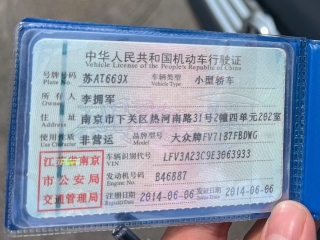 中华人民共和国机动车行驶证
Vehicle License of the People's Republic of China
号牌号码 苏AT669X 车辆类型 小型轿车
Plate No. Vehicle Type
所有人 李拥军
Owner
住址 南京市下关区热河南路31号2幢四单元202室
Address
使用性质 非营运 品牌型号 大众牌FV7187FBDWG
Use Character Model
江苏省南京
市公安局
交通管理局
车辆识别代号 LFV3A23C9E3063933
VIN
发动机号码 B46887
Engine No.
注册日期 2014-06-06 发证日期 2014-06-06
Register Date Issue Date